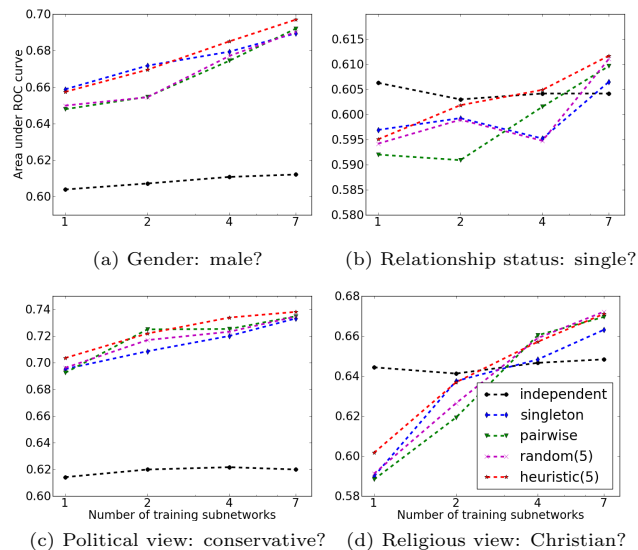 0.70
0.68
0.66
0.64
0.62
0.60
Area under ROC curve
1 2 4 7
(a) Gender: male?
0.615
0.610
0.605
0.600
0.595
0.590
0.585
0.580
1 2 4 7
(b) Relationship status: single?
0.74
0.72
0.70
0.68
0.66
0.64
0.62
0.60
1 2 4 7
Number of training subnetworks
(c) Political view: conservative?
0.68
0.66
0.64
0.62
0.60
0.58
independent
singleton
pairwise
random(5)
heuristic(5)
1 2 4 7
Number of training subnetworks
(d) Religious view: Christian?